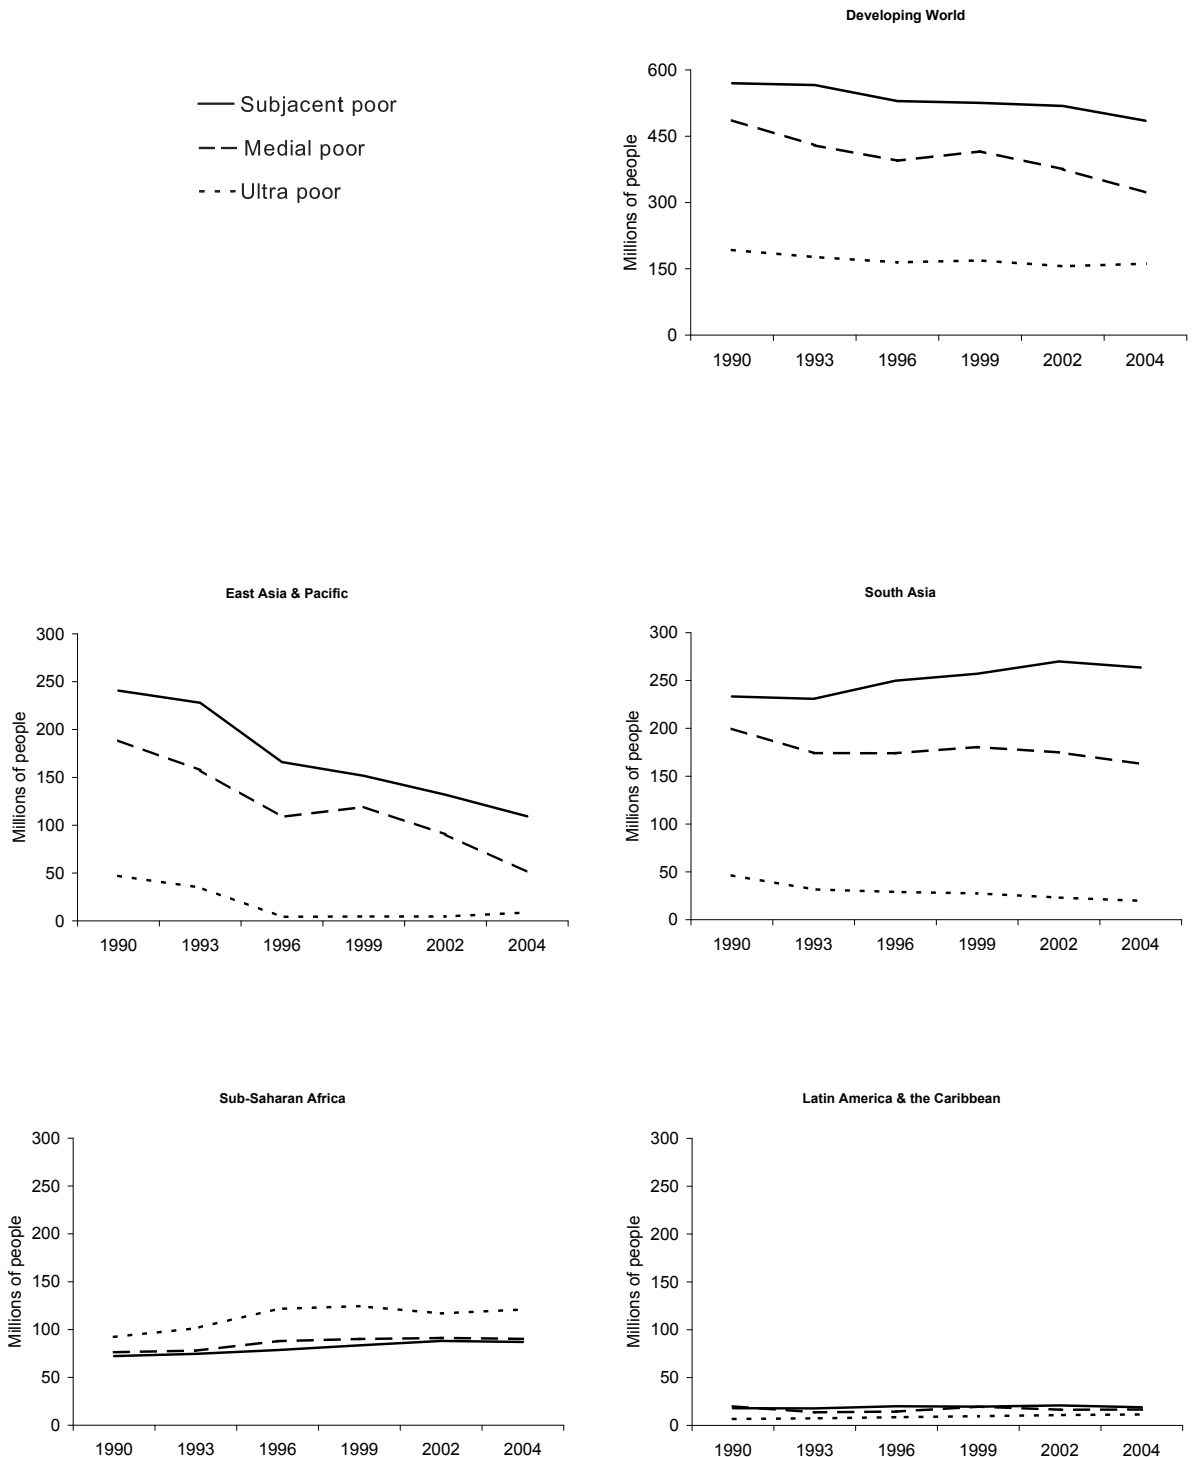 Developing World
Subjacent poor
Medial poor
Ultra poor
Millions of people
600
450
300
150
0
1990 1993 1996 1999 2002 2004
East Asia & Pacific
Millions of people
300
250
200
150
100
50
0
1990 1993 1996 1999 2002 2004
South Asia
Millions of people
300
250
200
150
100
50
0
1990 1993 1996 1999 2002 2004
Sub-Saharan Africa
Millions of people
300
250
200
150
100
50
0
1990 1993 1996 1999 2002 2004
Latin America & the Caribbean
Millions of people
300
250
200
150
100
50
0
1990 1993 1996 1999 2002 2004